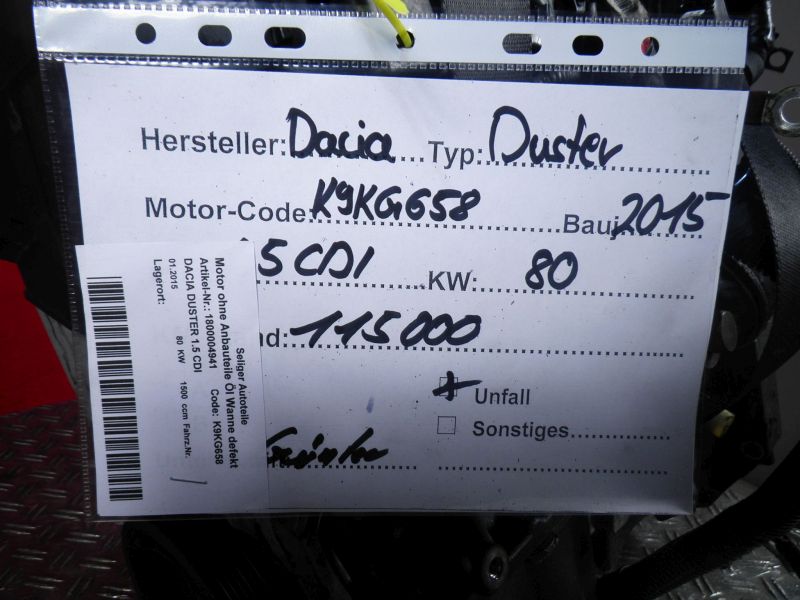 Hersteller: Dacia Typ: Duster
Motor-Code: K9KG658 Bauj. 2015
.5 CDI KW: 80
nd: 115000
Unfall
Sonstiges
Seliger Autoteile
Motor ohne Anbauteile Öl Wanne defekt
Artikel-Nr.: 1800004941 Code: K9KG658
DACIA DUSTER 1.5 CDI
01.2015 80 KW 1500 ccm Fahrz.Nr.
Lagerort: